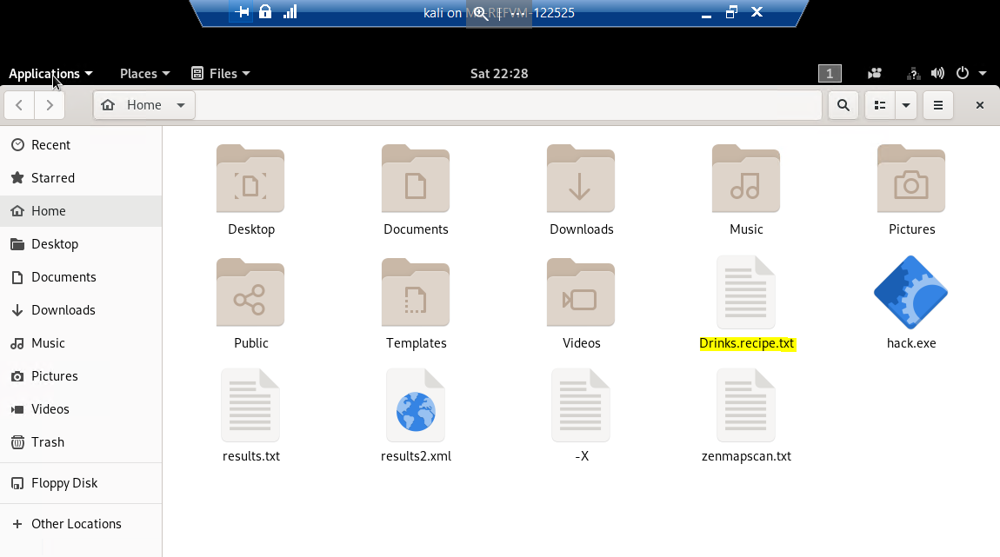 kali on M
REFVM-122525
Applications
Places
Files
Sat 22:28
1
Home
Recent
Starred
Home
Desktop
Documents
Downloads
Music
Pictures
Videos
Trash
Floppy Disk
Other Locations
Desktop
Documents
Downloads
Music
Pictures
Public
Templates
Videos
Drinks.recipe.txt
hack.exe
results.txt
results2.xml
-X
zenmapscan.txt